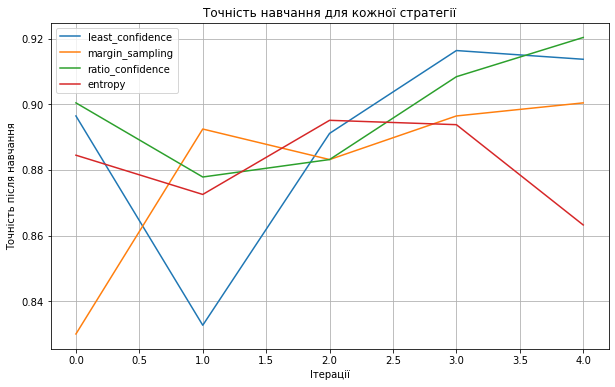 Точність навчання для кожної стратегії
least_confidence
margin_sampling
ratio_confidence
entropy
Точність після навчання
0.92
0.90
0.88
0.86
0.84
0.0 0.5 1.0 1.5 2.0 2.5 3.0 3.5 4.0
Ітерації